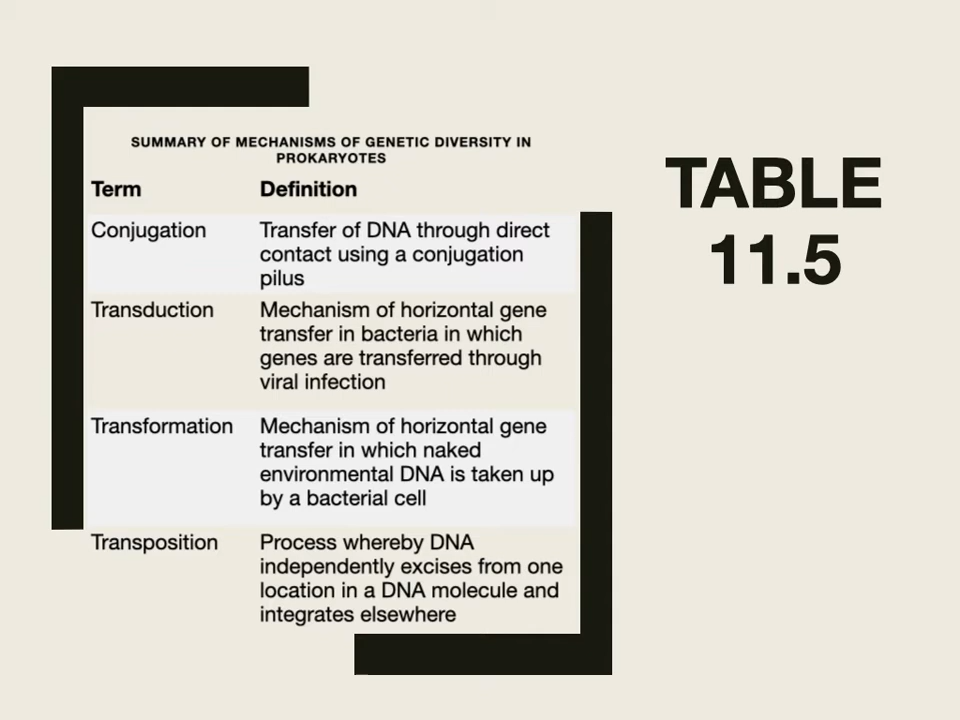 SUMMARY OF MECHANISMS OF GENETIC DIVERSITY IN
PROKARYOTES
Term Definition
Conjugation Transfer of DNA through direct
contact using a conjugation
pilus
Transduction Mechanism of horizontal gene
transfer in bacteria in which
genes are transferred through
viral infection
Transformation Mechanism of horizontal gene
transfer in which naked
environmental DNA is taken up
by a bacterial cell
Transposition Process whereby DNA
independently excises from one
location in a DNA molecule and
integrates elsewhere
TABLE
11.5